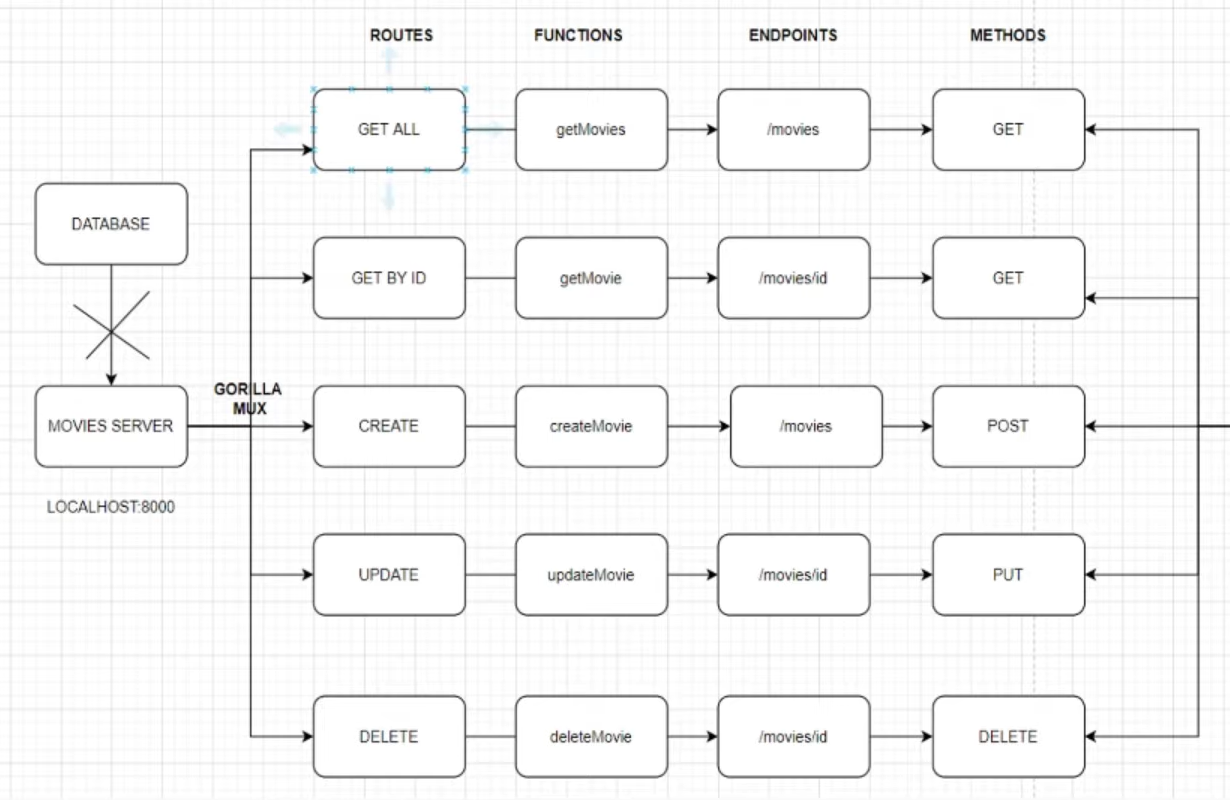 ROUTES FUNCTIONS ENDPOINTS METHODS
GET ALL getMovies /movies GET
DATABASE
GET BY ID getMovie /movies/id GET
GORILLA
MUX
MOVIES SERVER CREATE createMovie /movies POST
LOCALHOST:8000
UPDATE updateMovie /movies/id PUT
DELETE deleteMovie /movies/id DELETE